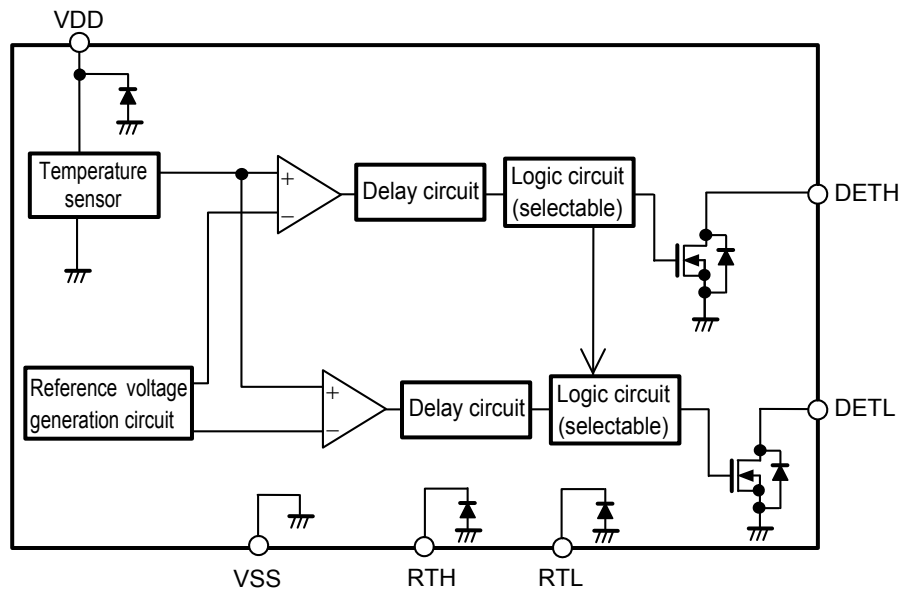 VDD
Temperature
sensor
+
−
Delay circuit
Logic circuit
(selectable)
DETH
Reference voltage
generation circuit
+
−
Delay circuit
Logic circuit
(selectable)
DETL
VSS
RTH
RTL